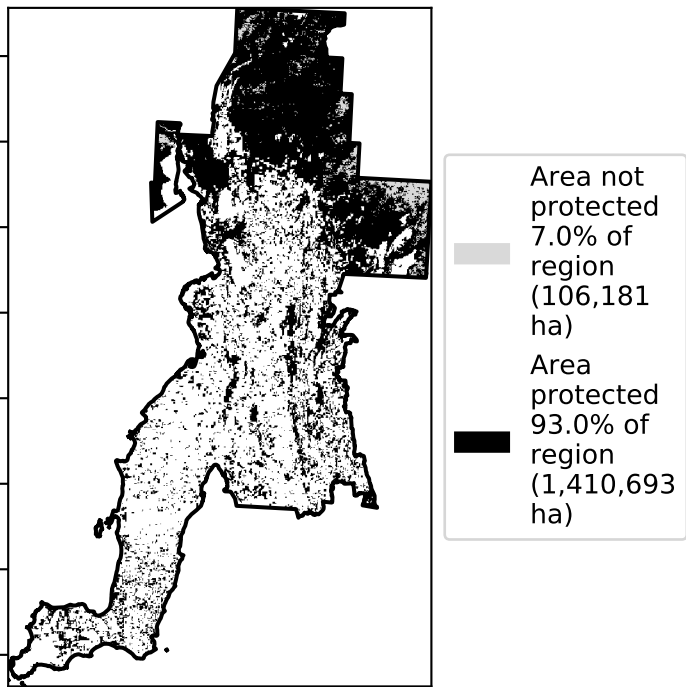 Area not
protected
7.0% of
region
(106,181
ha)
Area
protected
93.0% of
region
(1,410,693
ha)